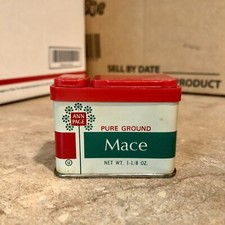 SELL BY DATE
PRODUCT
ANN
PAGE
PURE GROUND
Mace
NET WT. 1-1/8 OZ.